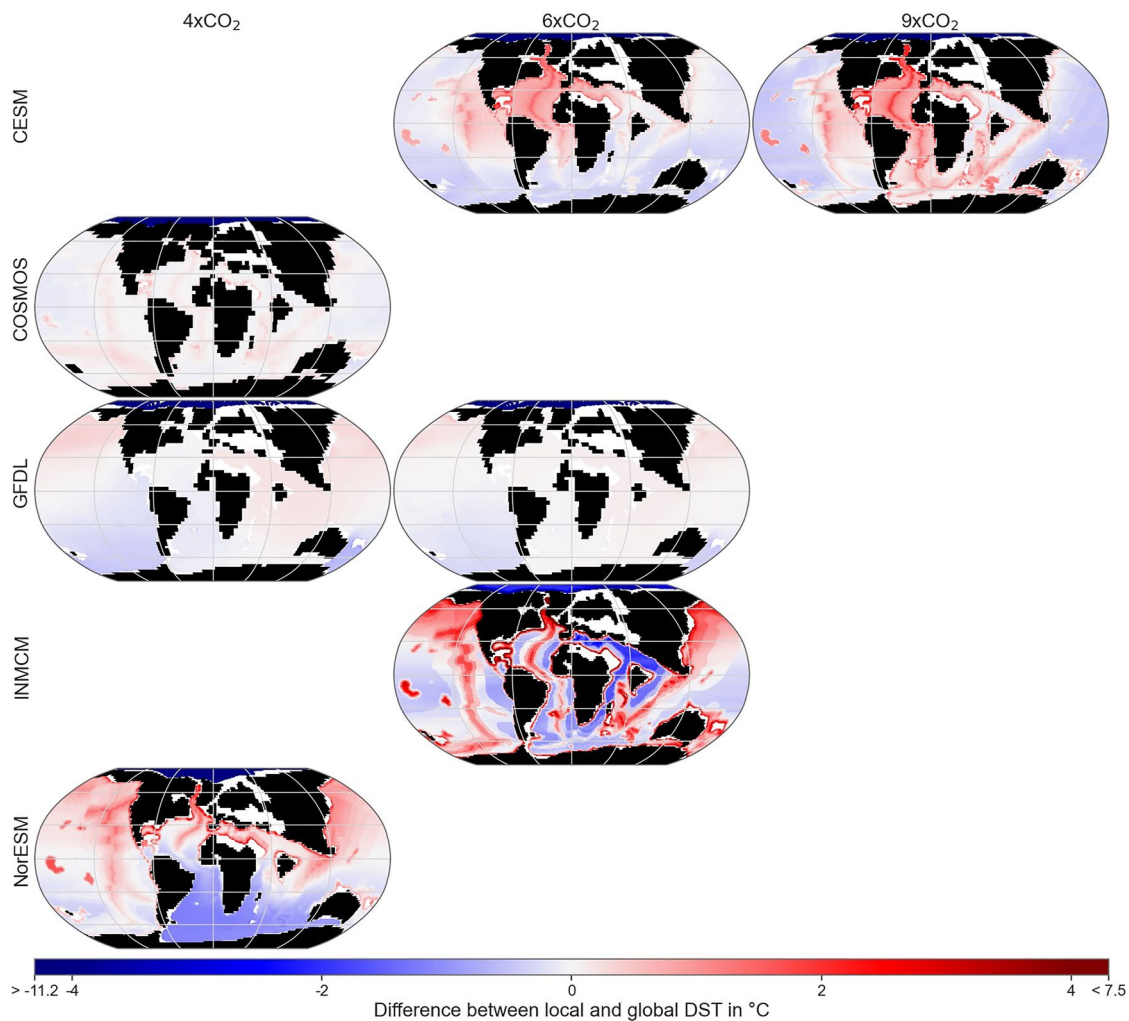 4xCO₂ 6xCO₂ 9xCO₂
CESM
COSMOS
GFDL
INMCM
NorESM
> -11.2 -4 -2 0 2 4 < 7.5
Difference between local and global DST in °C